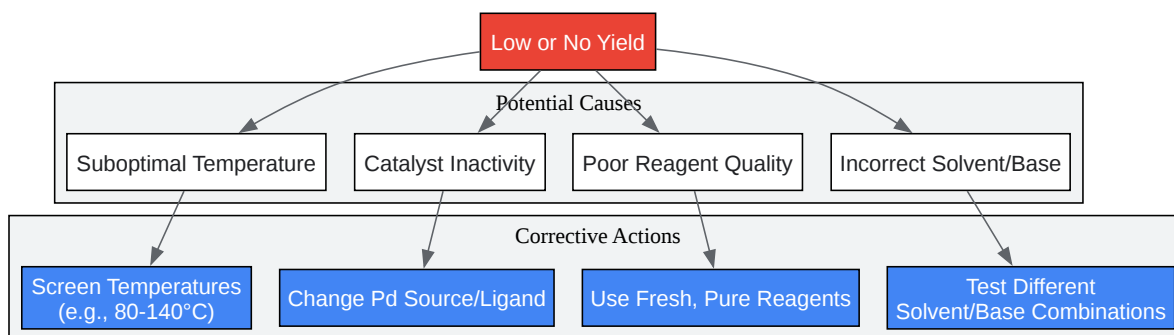 Low or No Yield
Potential Causes
Suboptimal Temperature
Catalyst Inactivity
Poor Reagent Quality
Incorrect Solvent/Base
Corrective Actions
Screen Temperatures
(e.g., 80-140°C)
Change Pd Source/Ligand
Use Fresh, Pure Reagents
Test Different
Solvent/Base Combinations